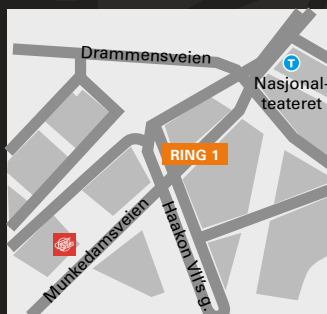 Drammensveien
T
Nasjonal-
teateret
RING 1
Haakon VII's g.
Munkedamsveien